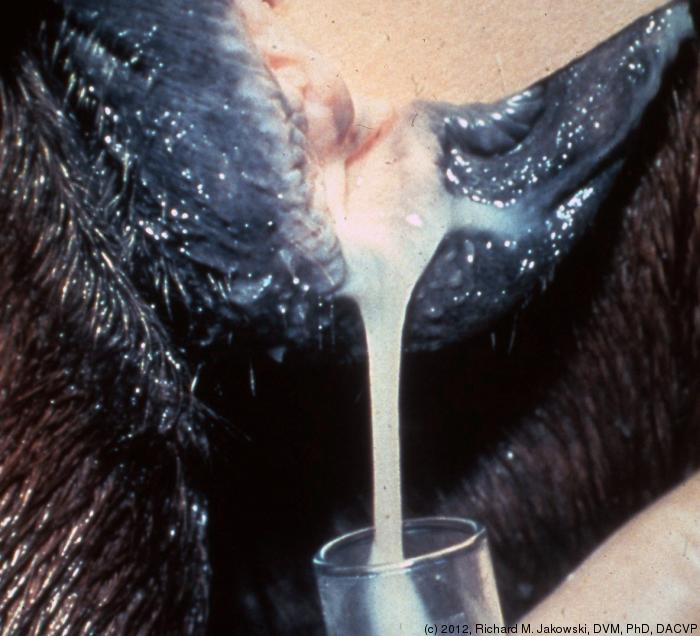 (c) 2012, Richard M. Jakowski, DVM, PhD, DACVP